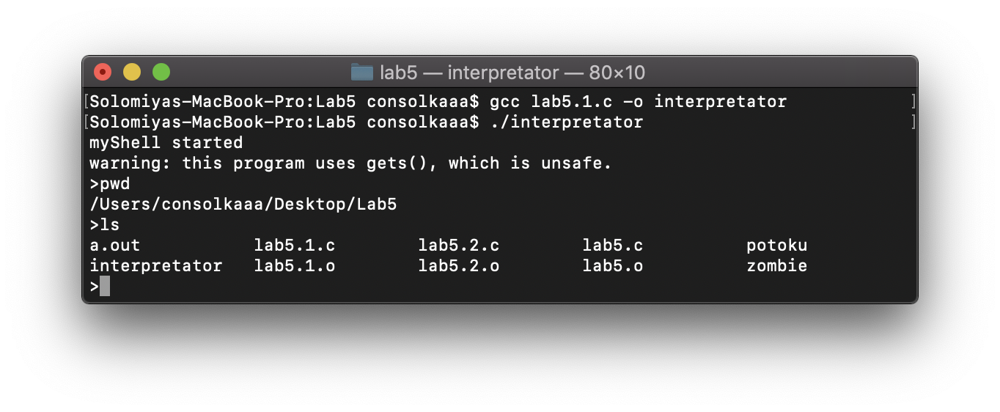 lab5 — interpretator — 80×10
[Solomiyas-MacBook-Pro:Lab5 consolkaaa$ gcc lab5.1.c -o interpretator ]
[Solomiyas-MacBook-Pro:Lab5 consolkaaa$ ./interpretator ]
myShell started
warning: this program uses gets(), which is unsafe.
>pwd
/Users/consolkaaa/Desktop/Lab5
>ls
a.out lab5.1.c lab5.2.c lab5.c potoku
interpretator lab5.1.o lab5.2.o lab5.o zombie
>